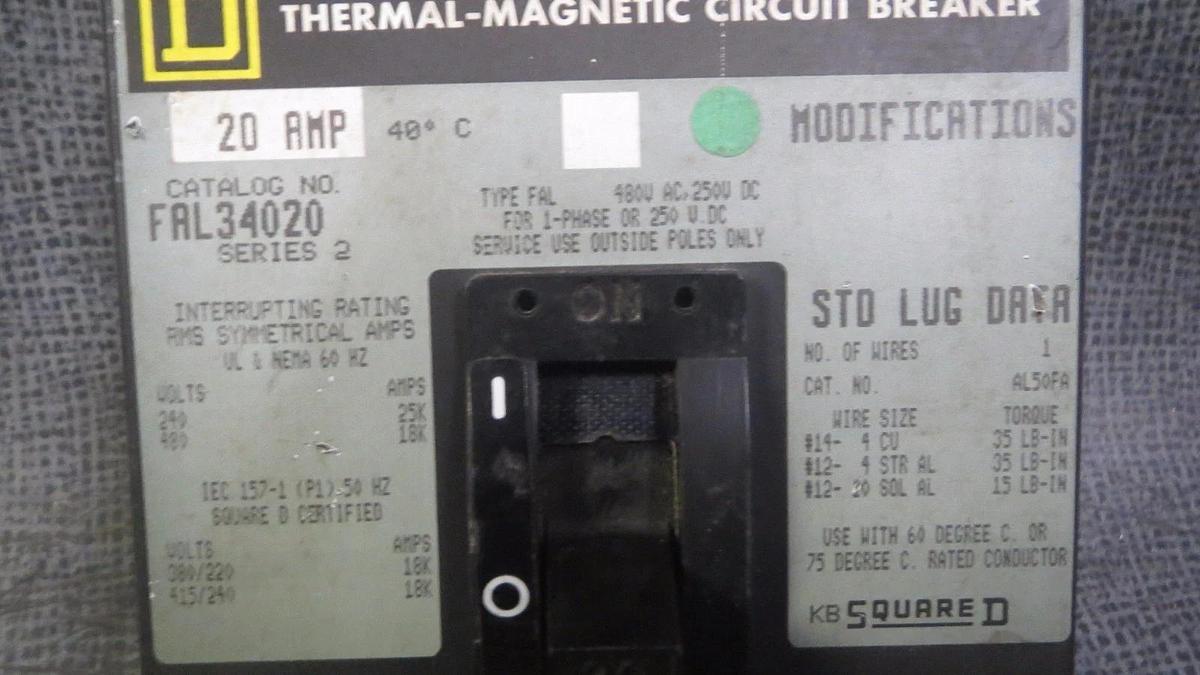 D
THERMAL-MAGNETIC CIRCUIT BREAKER
20 AMP 40° C
MODIFICATIONS
CATALOG NO.
FAL34020
SERIES 2
TYPE FAL 480V AC,250V DC
FOR 1-PHASE OR 250 V.DC
SERVICE USE OUTSIDE POLES ONLY
INTERRUPTING RATING
RMS SYMMETRICAL AMPS
UL & NEMA 60 HZ
VOLTS AMPS
240 25K
480 18K
IEC 157-1 (P1)-50 HZ
SQUARE D CERTIFIED
VOLTS AMPS
380/220 18K
415/240 18K
ON
I
O
20
STD LUG DATA
NO. OF WIRES 1
CAT. NO. AL50FA
WIRE SIZE TORQUE
#14- 4 CU 35 LB-IN
#12- 4 STR AL 35 LB-IN
#12- 10 SOL AL 15 LB-IN
USE WITH 60 DEGREE C. OR
75 DEGREE C. RATED CONDUCTOR
KB SQUARE D